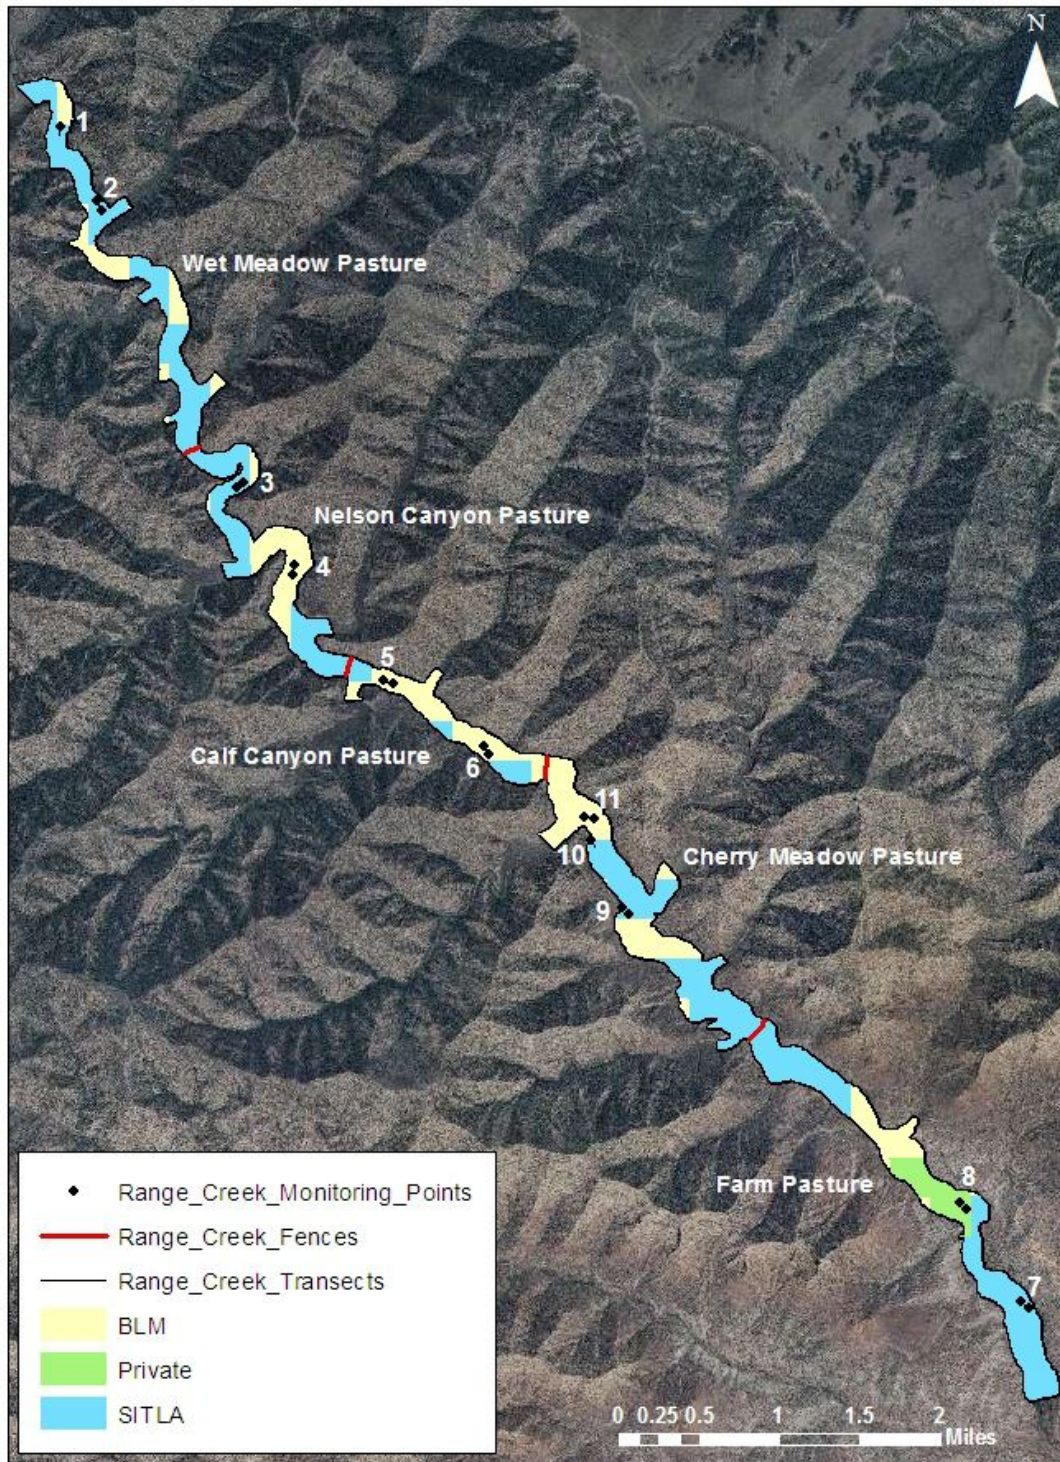 N
1
2
Wet Meadow Pasture
3
Nelson Canyon Pasture
4
5
Calf Canyon Pasture
6
11
10
Cherry Meadow Pasture
9
Farm Pasture
8
7
Range_Creek_Monitoring_Points
Range_Creek_Fences
Range_Creek_Transects
BLM
Private
SITLA
0 0.25 0.5 1 1.5 2
Miles